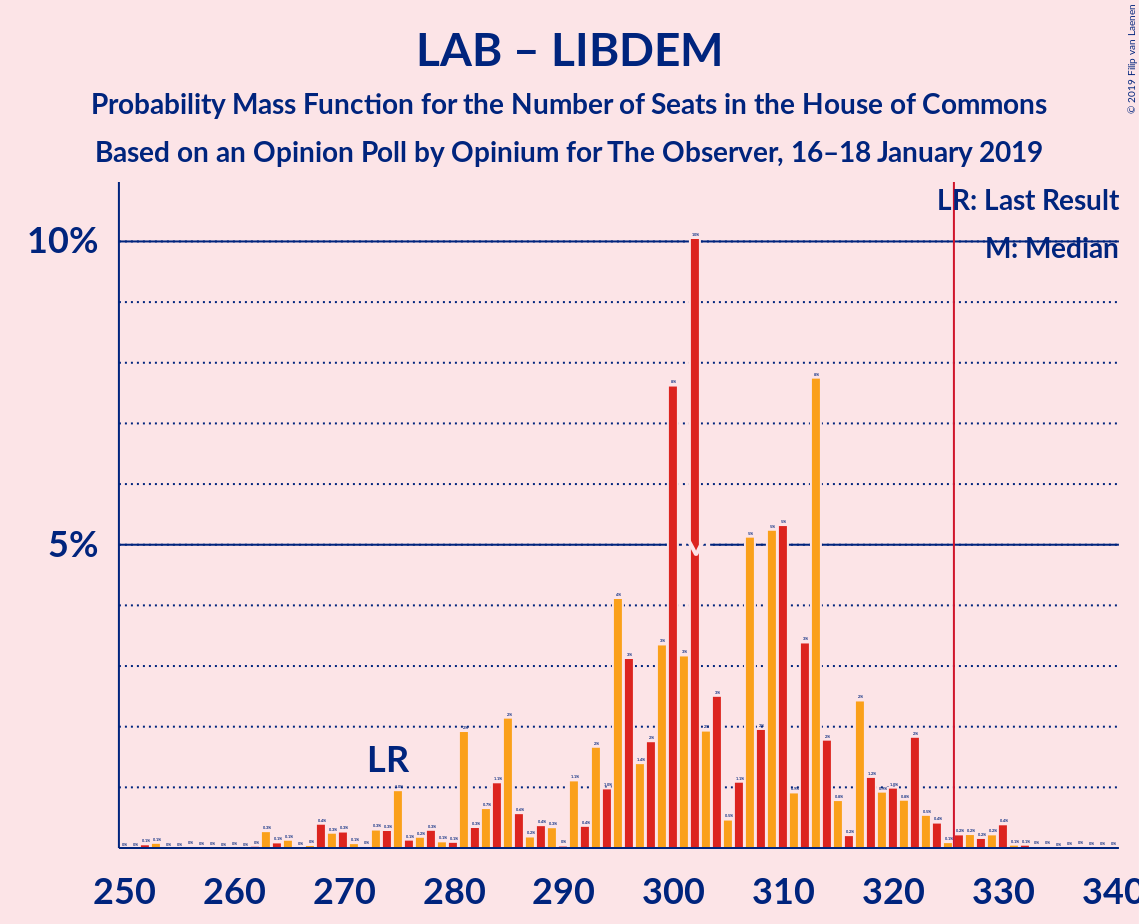 LAB – LIBDEM
Probability Mass Function for the Number of Seats in the House of Commons
Based on an Opinion Poll by Opinium for The Observer, 16–18 January 2019
© 2019 Filip van Laenen
LR: Last Result
M: Median
10%
5%
LR
250 260 270 280 290 300 310 320 330 340